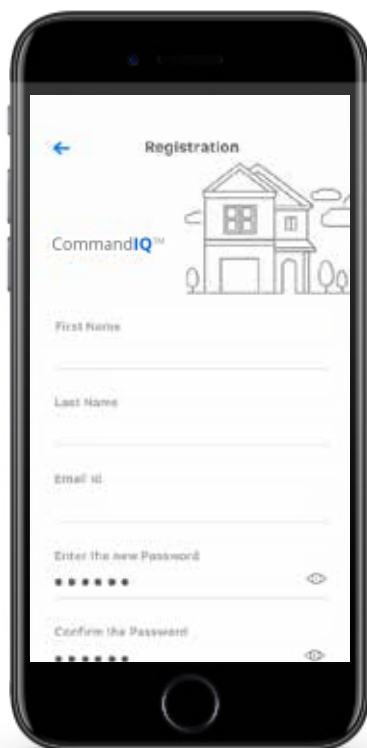 Registration
CommandIQ™
First Name
Last Name
Email Id
Enter the new Password
••••••
Confirm the Password
••••••